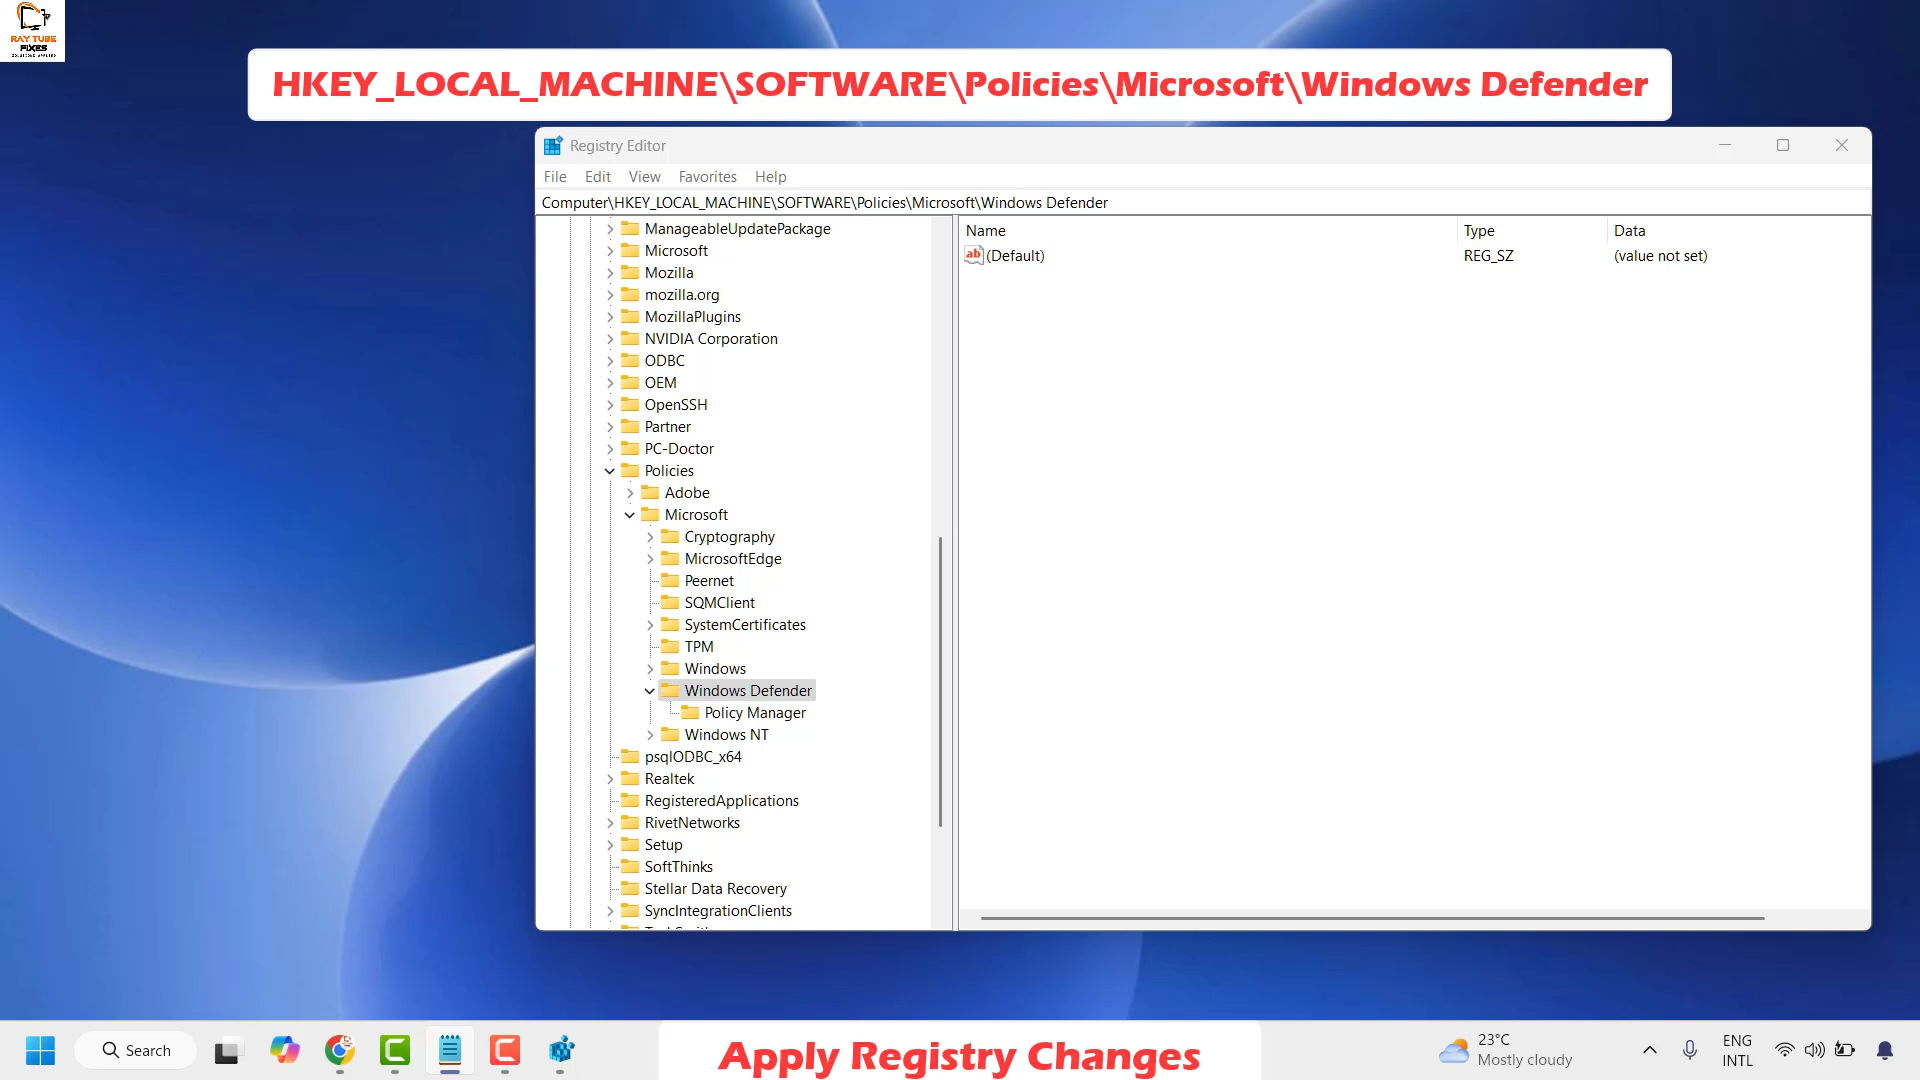 RAY TUBE
FIXES
HKEY_LOCAL_MACHINE\SOFTWARE\Policies\Microsoft\Windows Defender
Registry Editor
File Edit View Favorites Help
Computer\HKEY_LOCAL_MACHINE\SOFTWARE\Policies\Microsoft\Windows Defender
ManageableUpdatePackage
Microsoft
Mozilla
mozilla.org
MozillaPlugins
NVIDIA Corporation
ODBC
OEM
OpenSSH
Partner
PC-Doctor
Policies
Adobe
Microsoft
Cryptography
MicrosoftEdge
Peernet
SQMClient
SystemCertificates
TPM
Windows
Windows Defender
Policy Manager
Windows NT
psqlODBC_x64
Realtek
RegisteredApplications
RivetNetworks
Setup
SoftThinks
Stellar Data Recovery
SyncIntegrationClients
Name Type Data
ab (Default) REG_SZ (value not set)
Search
Apply Registry Changes
23°C
Mostly cloudy
ENG
INTL